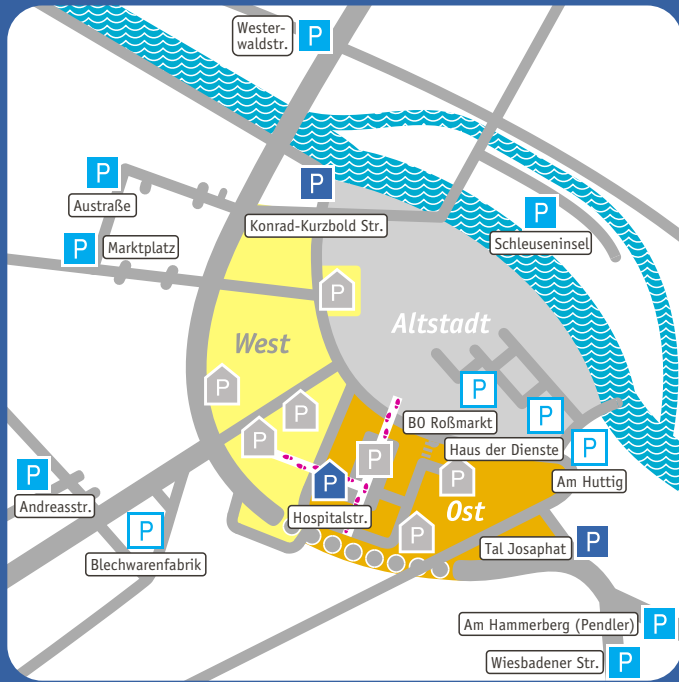 Wester-
waldstr.
P
P
P
Austraße
Konrad-Kurzbold Str.
P
Schleuseninsel
P
Marktplatz
P
Altstadt
West
P
P
P
P
BO Roßmarkt
P
Haus der Dienste
P
P
Am Huttig
P
P
P
Andreasstr.
P
Hospitalstr.
Ost
P
Blechwarenfabrik
P
Tal Josaphat
P
Am Hammerberg (Pendler)
P
Wiesbadener Str.
P